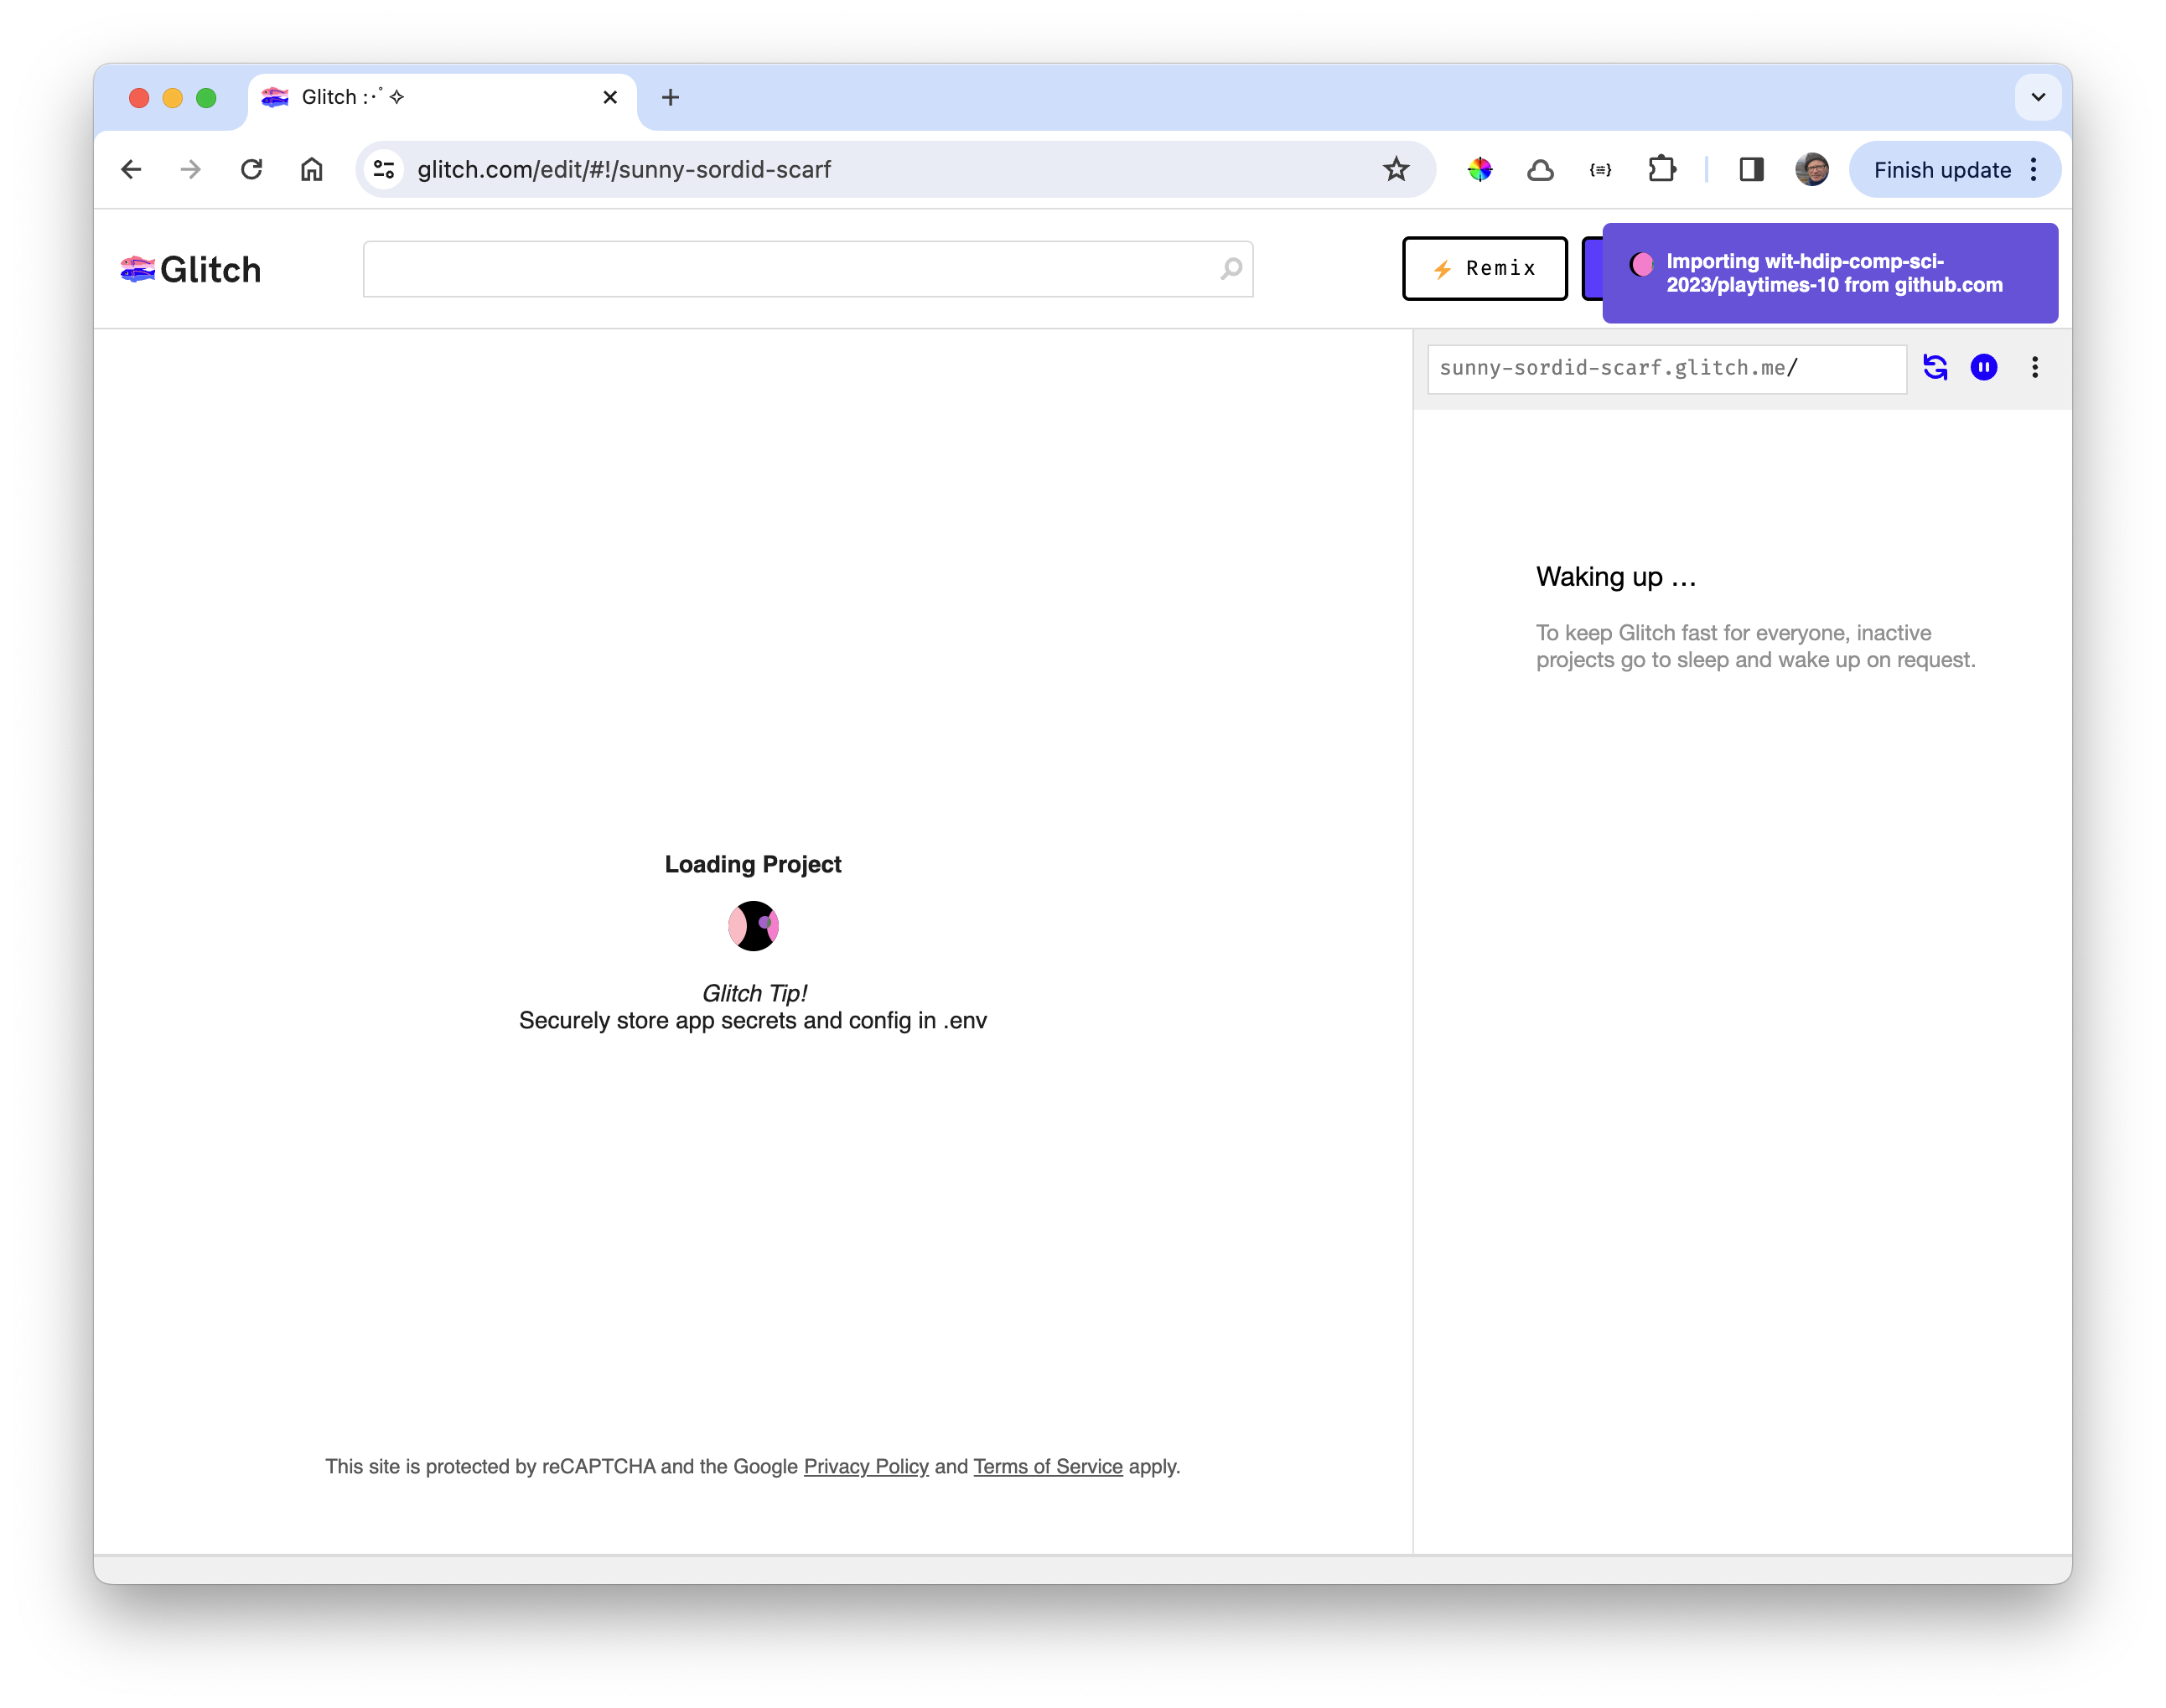 Glitch :·ﾟ✧
glitch.com/edit/#!/sunny-sordid-scarf
Finish update
Glitch
⚡ Remix
Importing wit-hdip-comp-sci-
2023/playtimes-10 from github.com
sunny-sordid-scarf.glitch.me/
Waking up …
To keep Glitch fast for everyone, inactive
projects go to sleep and wake up on request.
Loading Project
Glitch Tip!
Securely store app secrets and config in .env
This site is protected by reCAPTCHA and the Google Privacy Policy and Terms of Service apply.